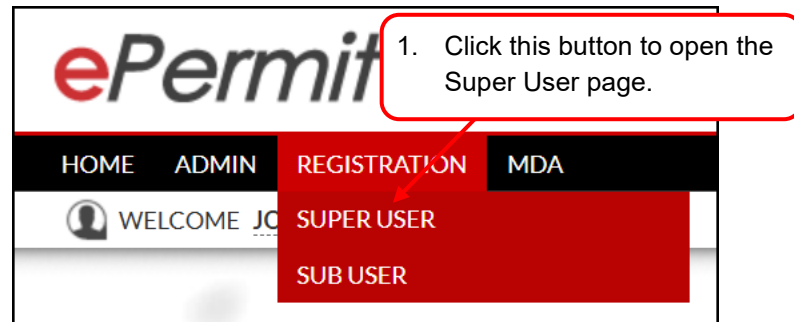 ePermit
1. Click this button to open the
Super User page.
HOME ADMIN REGISTRATION MDA
WELCOME JO
SUPER USER
SUB USER